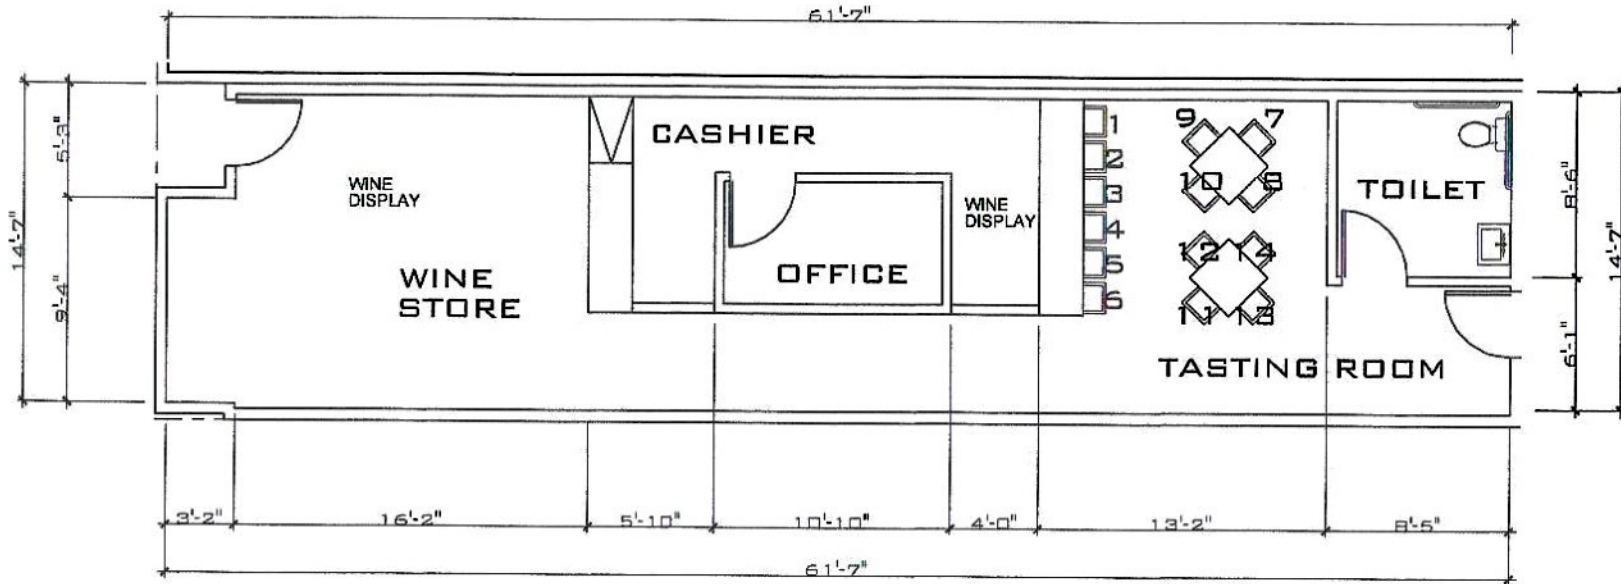 61'-7"
CASHIER
WINE
DISPLAY
WINE
STORE
OFFICE
WINE
DISPLAY
1
2
3
4
5
6
9
7
10
8
12
14
11
13
TOILET
TASTING ROOM
5'-3"
14'-7"
9'-4"
8'-6"
14'-7"
6'-1"
3'-2"
16'-2"
5'-10"
10'-10"
4'-0"
13'-2"
8'-5"
61'-7"